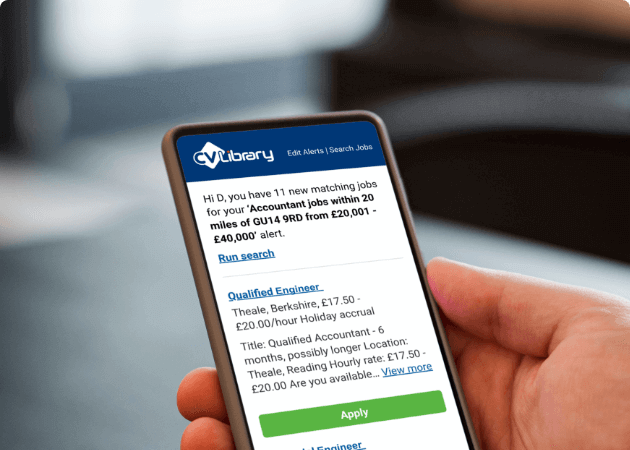 CVLibrary
Edit Alerts | Search Jobs
Hi D, you have 11 new matching jobs
for your 'Accountant jobs within 20
miles of GU14 9RD from £20,001 -
£40,000' alert.
Run search
Qualified Engineer
Theale, Berkshire, £17.50 -
£20.00/hour Holiday accrual
Title: Qualified Accountant - 6
months, possibly longer Location:
Theale, Reading Hourly rate: £17.50 -
£20.00 Are you available... View more
Apply
Engineer